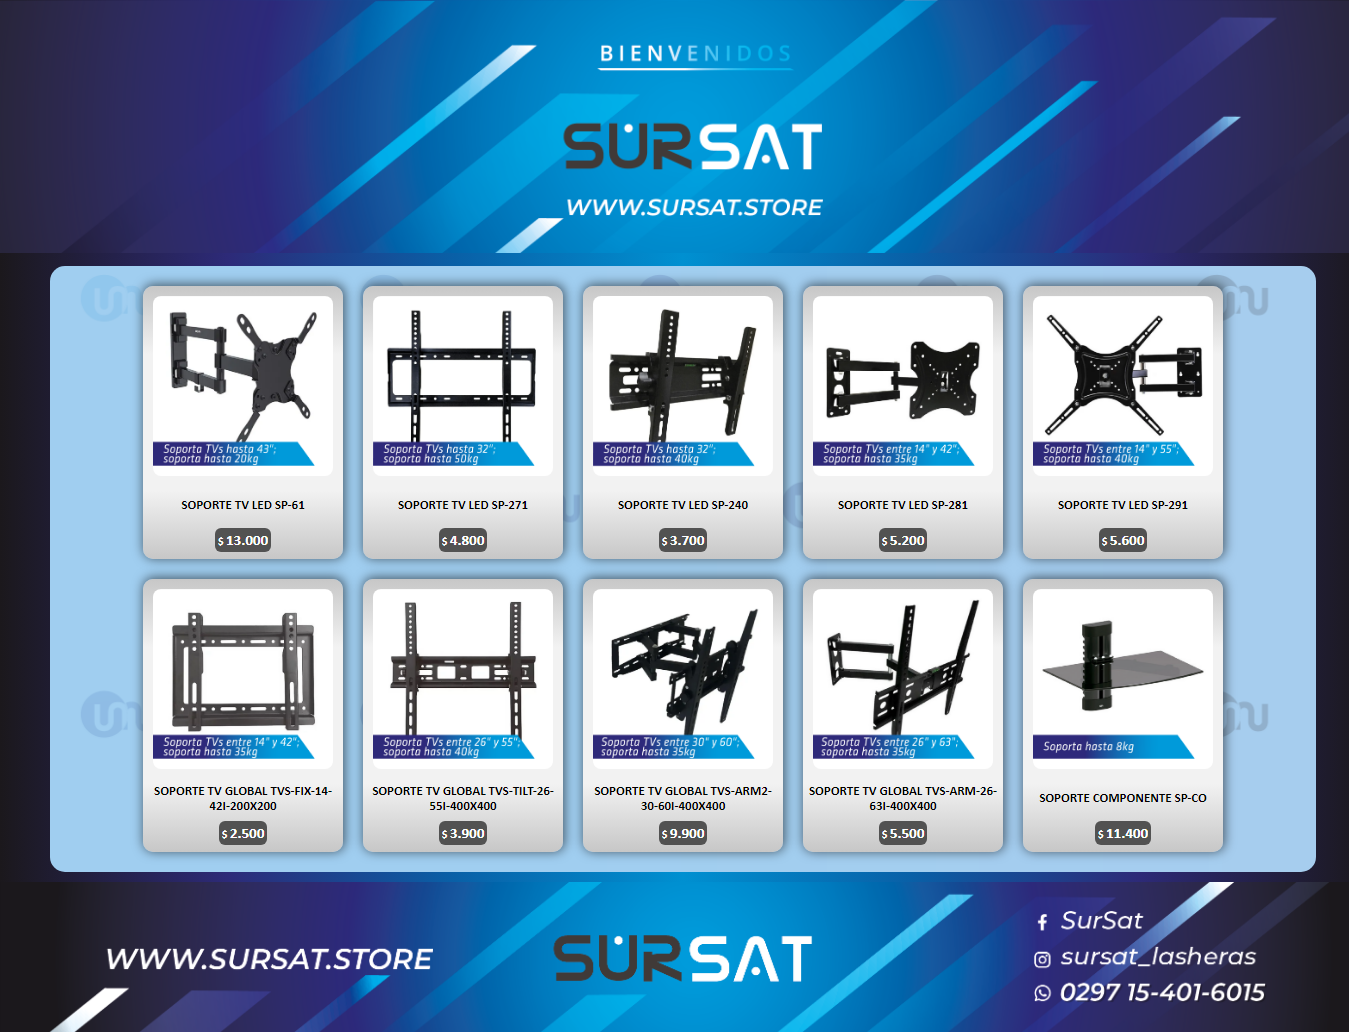 BIENVENIDOS
SURSAT
WWW.SURSAT.STORE
Soporta TVs hasta 43";
soporta hasta 20kg
SOPORTE TV LED SP-61
$ 13.000
Soporta TVs hasta 32";
soporta hasta 50kg
SOPORTE TV LED SP-271
$ 4.800
Soporta TVs hasta 32";
soporta hasta 40kg
SOPORTE TV LED SP-240
$ 3.700
Soporta TVs entre 14" y 42";
soporta hasta 35kg
SOPORTE TV LED SP-281
$ 5.200
Soporta TVs entre 14" y 55";
soporta hasta 40kg
SOPORTE TV LED SP-291
$ 5.600
Soporta TVs entre 14" y 42";
soporta hasta 35kg
SOPORTE TV GLOBAL TVS-FIX-14-
42I-200X200
$ 2.500
Soporta TVs entre 26" y 55";
soporta hasta 40kg
SOPORTE TV GLOBAL TVS-TILT-26-
55I-400X400
$ 3.900
Soporta TVs entre 30" y 60";
soporta hasta 35kg
SOPORTE TV GLOBAL TVS-ARM2-
30-60I-400X400
$ 9.900
Soporta TVs entre 26" y 63";
soporta hasta 35kg
SOPORTE TV GLOBAL TVS-ARM-26-
63I-400X400
$ 5.500
Soporta hasta 8kg
SOPORTE COMPONENTE SP-CO
$ 11.400
WWW.SURSAT.STORE
SURSAT
SurSat
sursat_lasheras
0297 15-401-6015